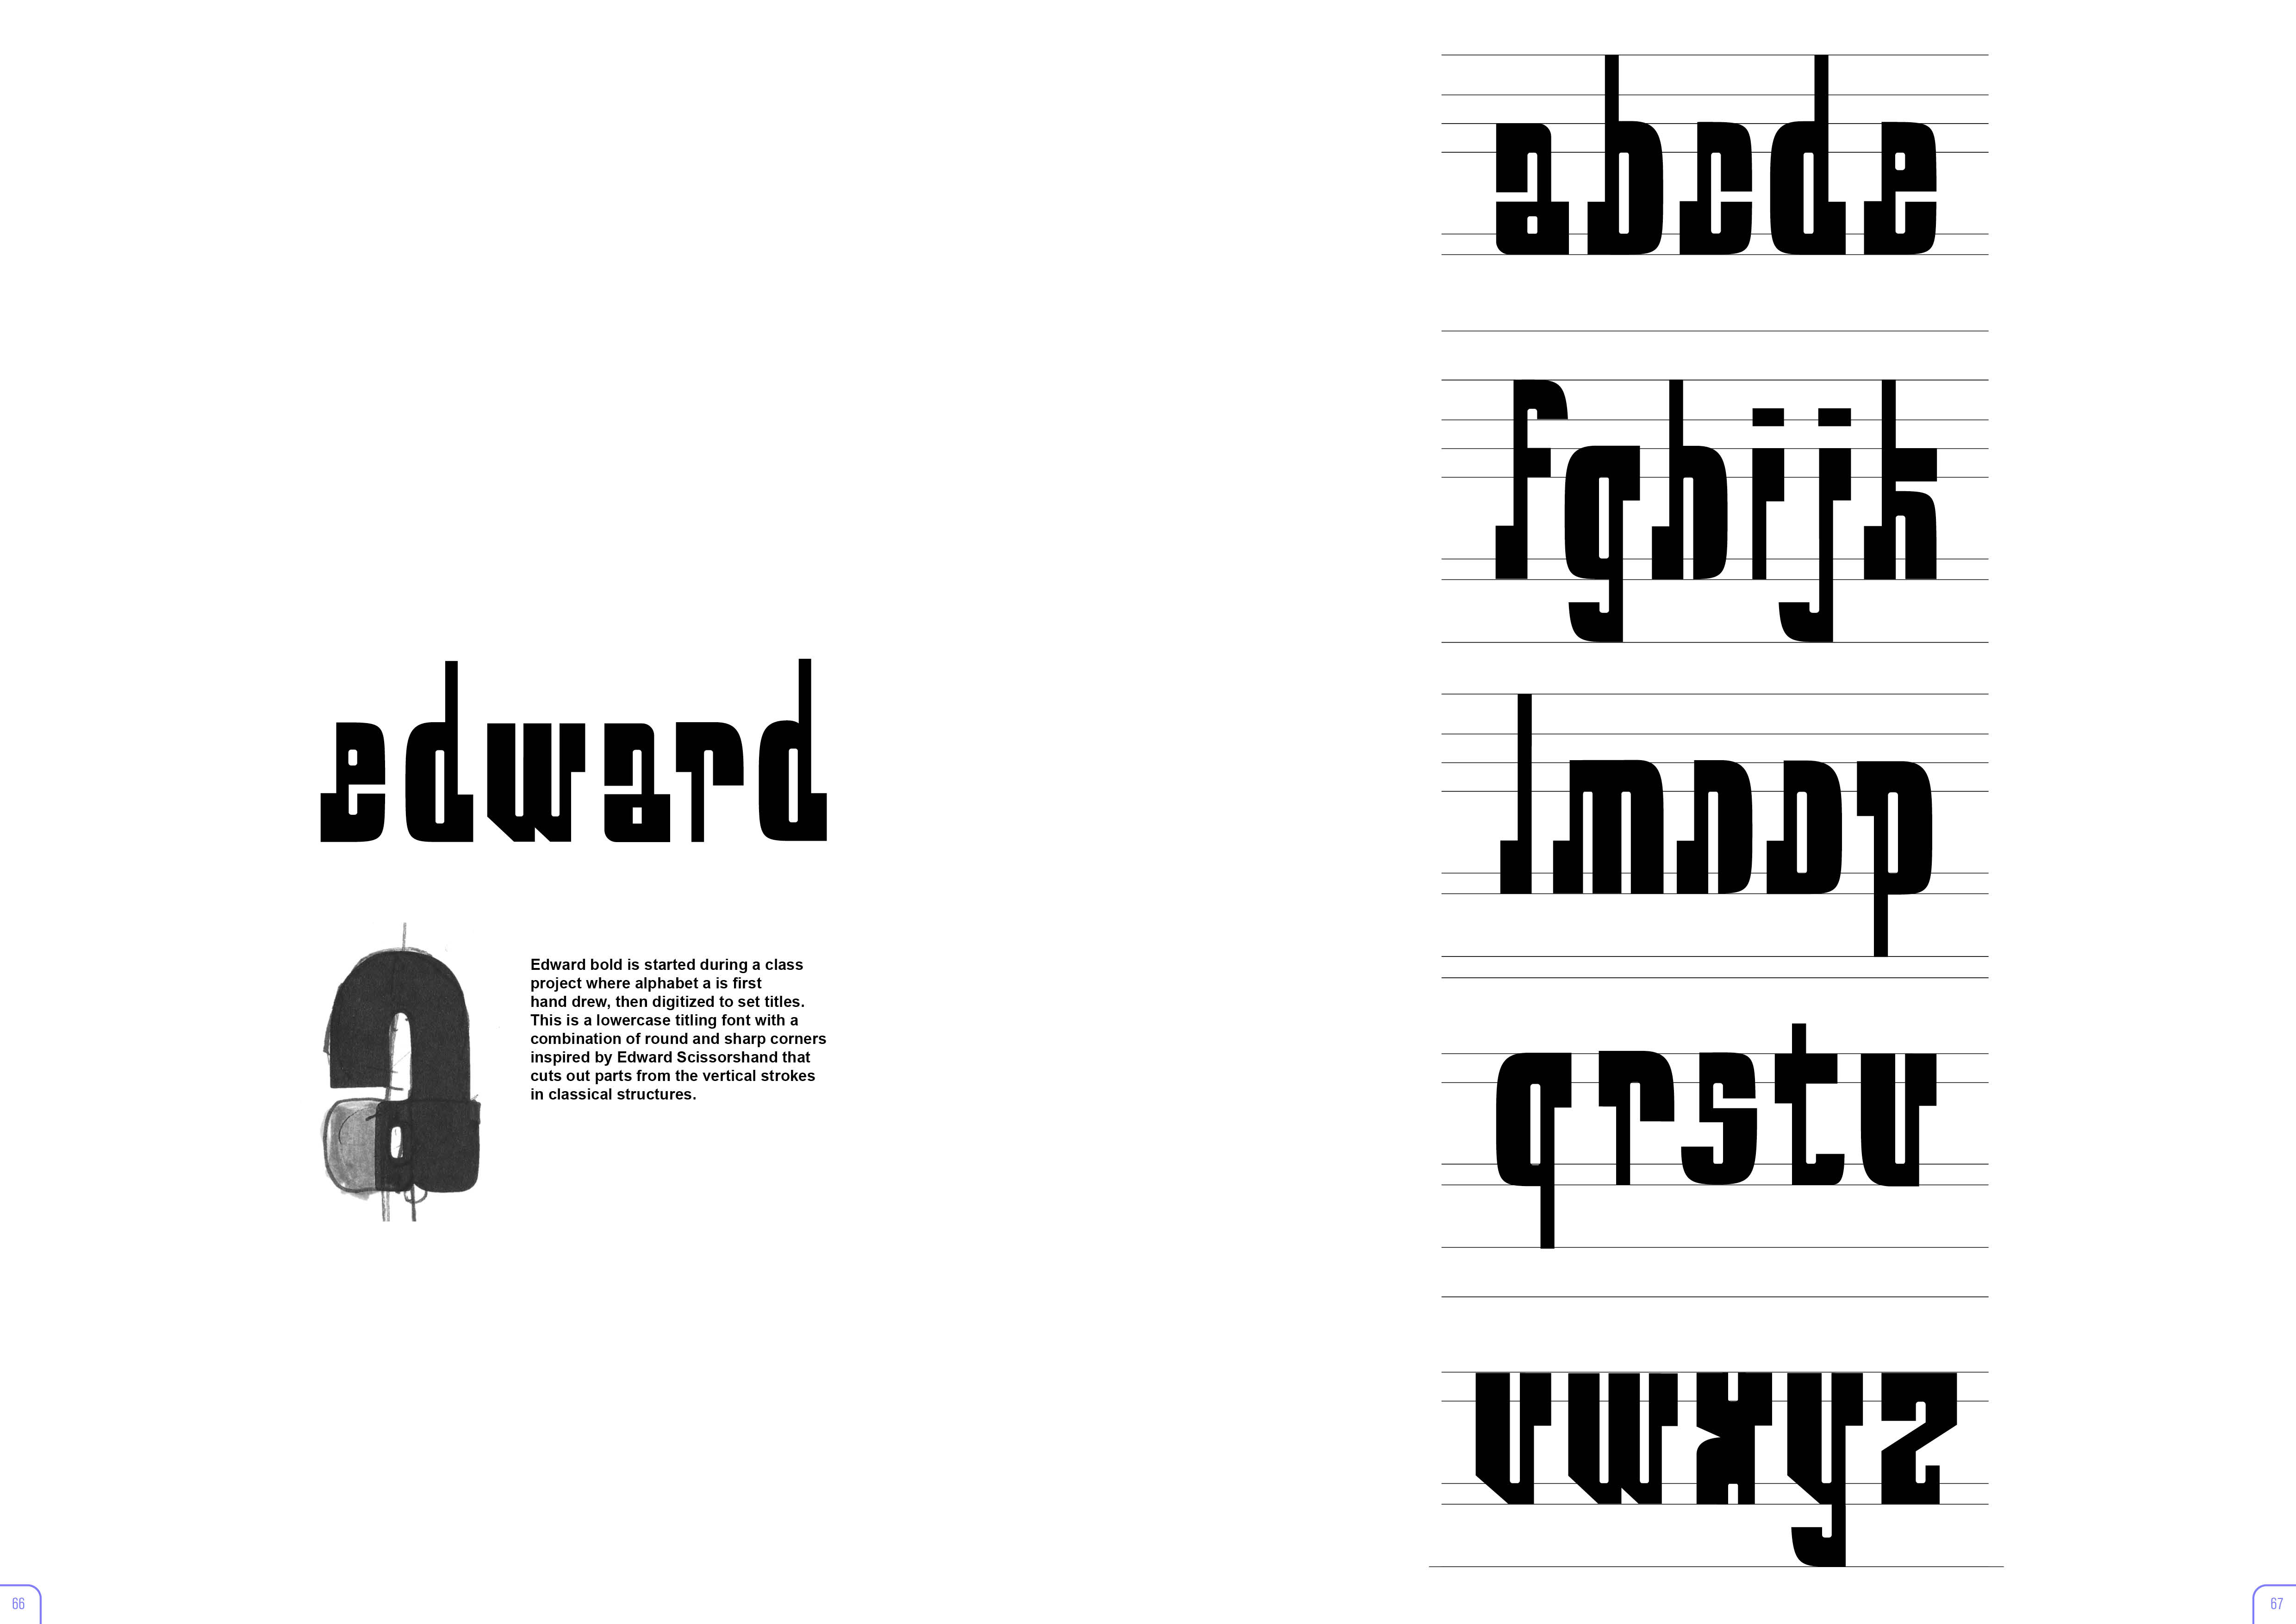 edward
a
Edward bold is started during a class
project where alphabet a is first
hand drew, then digitized to set titles.
This is a lowercase titling font with a
combination of round and sharp corners
inspired by Edward Scissorshand that
cuts out parts from the vertical strokes
in classical structures.
66
abcde
fghijk
lmnop
qrstu
vwxyz
67